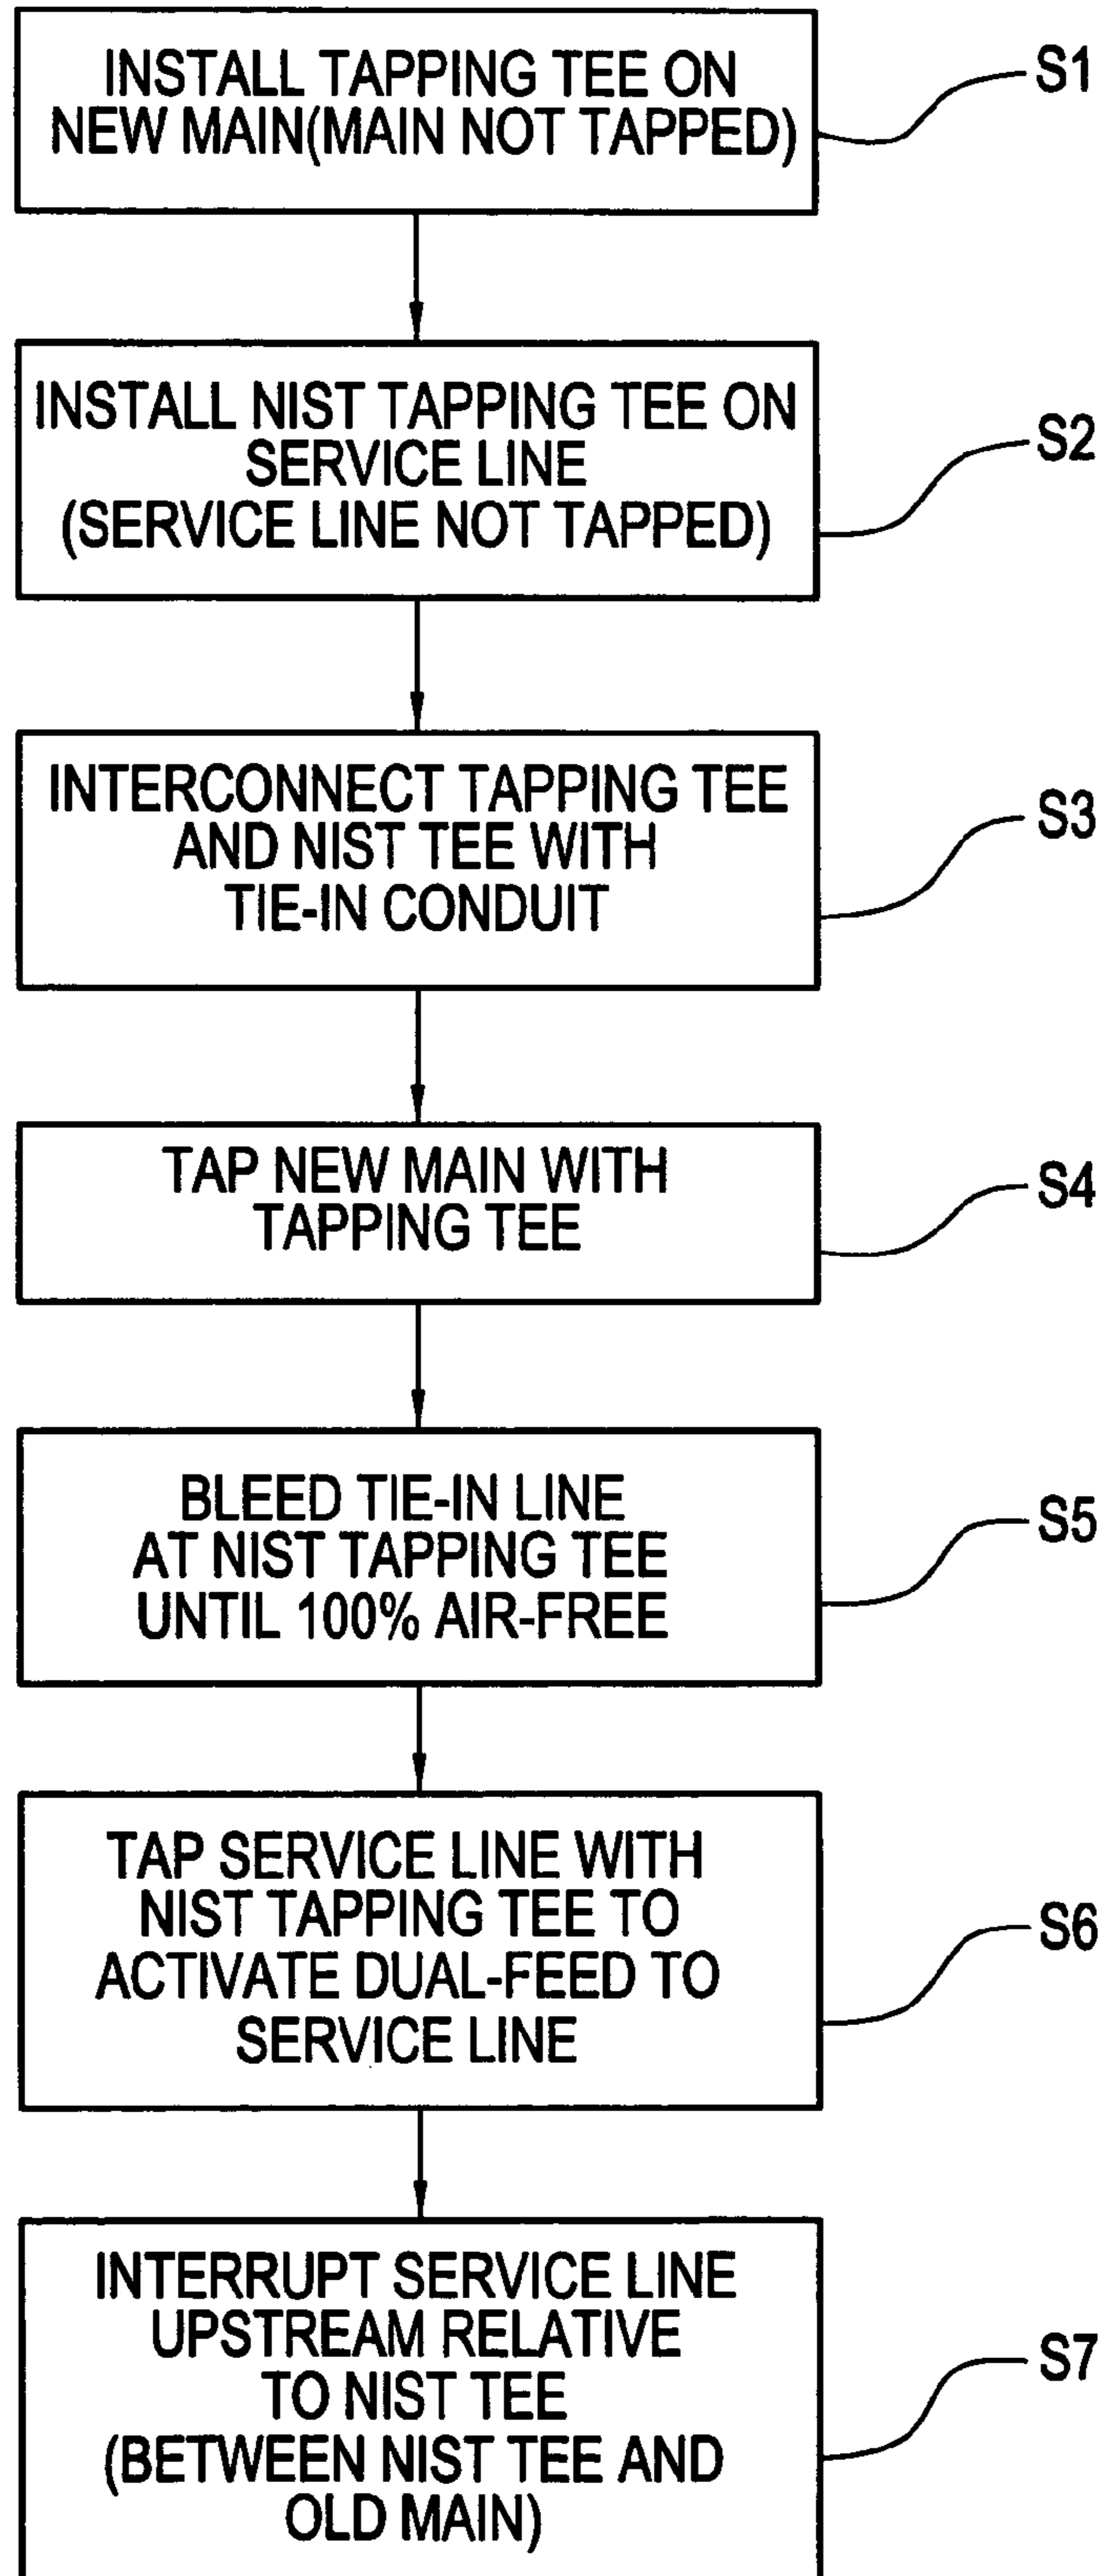 INSTALL TAPPING TEE ON
NEW MAIN(MAIN NOT TAPPED)
S1
INSTALL NIST TAPPING TEE ON
SERVICE LINE
(SERVICE LINE NOT TAPPED)
S2
INTERCONNECT TAPPING TEE
AND NIST TEE WITH
TIE-IN CONDUIT
S3
TAP NEW MAIN WITH
TAPPING TEE
S4
BLEED TIE-IN LINE
AT NIST TAPPING TEE
UNTIL 100% AIR-FREE
S5
TAP SERVICE LINE WITH
NIST TAPPING TEE TO
ACTIVATE DUAL-FEED TO
SERVICE LINE
S6
INTERRUPT SERVICE LINE
UPSTREAM RELATIVE
TO NIST TEE
(BETWEEN NIST TEE AND
OLD MAIN)
S7